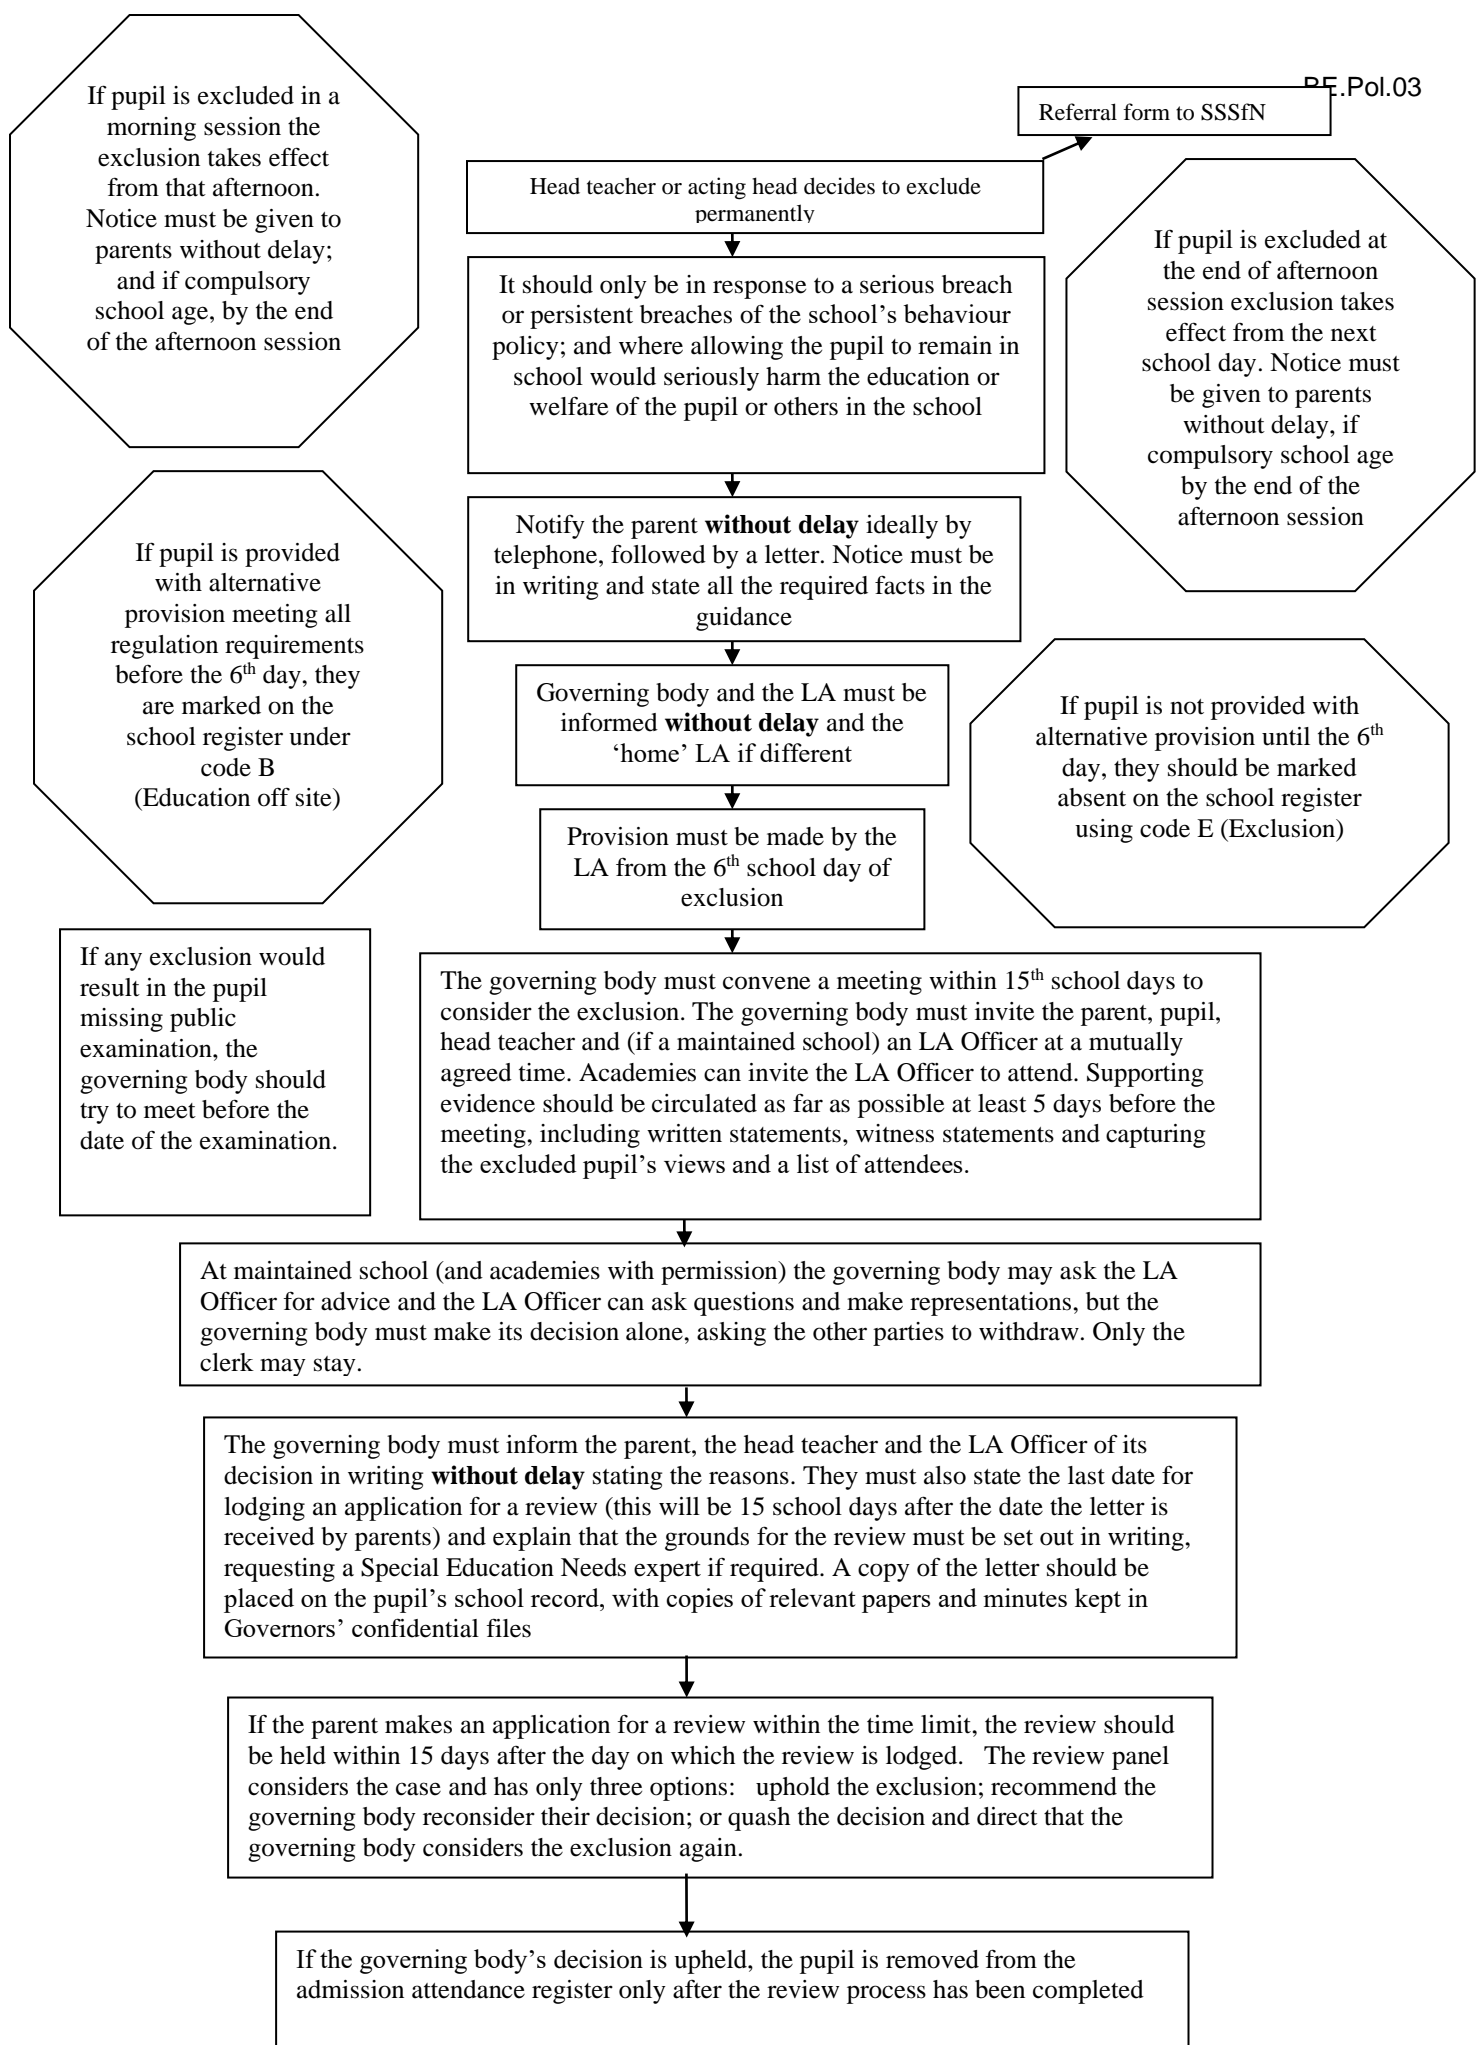 BE.Pol.03
If pupil is excluded in a
morning session the
exclusion takes effect
from that afternoon.
Notice must be given to
parents without delay;
and if compulsory
school age, by the end
of the afternoon session
Referral form to SSSfN
Head teacher or acting head decides to exclude
permanently
If pupil is excluded at
the end of afternoon
session exclusion takes
effect from the next
school day. Notice must
be given to parents
without delay, if
compulsory school age
by the end of the
afternoon session
It should only be in response to a serious breach
or persistent breaches of the school’s behaviour
policy; and where allowing the pupil to remain in
school would seriously harm the education or
welfare of the pupil or others in the school
Notify the parent without delay ideally by
telephone, followed by a letter. Notice must be
in writing and state all the required facts in the
guidance
If pupil is provided
with alternative
provision meeting all
regulation requirements
before the 6th day, they
are marked on the
school register under
code B
(Education off site)
Governing body and the LA must be
informed without delay and the
‘home’ LA if different
If pupil is not provided with
alternative provision until the 6th
day, they should be marked
absent on the school register
using code E (Exclusion)
Provision must be made by the
LA from the 6th school day of
exclusion
If any exclusion would
result in the pupil
missing public
examination, the
governing body should
try to meet before the
date of the examination.
The governing body must convene a meeting within 15th school days to
consider the exclusion. The governing body must invite the parent, pupil,
head teacher and (if a maintained school) an LA Officer at a mutually
agreed time. Academies can invite the LA Officer to attend. Supporting
evidence should be circulated as far as possible at least 5 days before the
meeting, including written statements, witness statements and capturing
the excluded pupil’s views and a list of attendees.
At maintained school (and academies with permission) the governing body may ask the LA
Officer for advice and the LA Officer can ask questions and make representations, but the
governing body must make its decision alone, asking the other parties to withdraw. Only the
clerk may stay.
The governing body must inform the parent, the head teacher and the LA Officer of its
decision in writing without delay stating the reasons. They must also state the last date for
lodging an application for a review (this will be 15 school days after the date the letter is
received by parents) and explain that the grounds for the review must be set out in writing,
requesting a Special Education Needs expert if required. A copy of the letter should be
placed on the pupil’s school record, with copies of relevant papers and minutes kept in
Governors’ confidential files
If the parent makes an application for a review within the time limit, the review should
be held within 15 days after the day on which the review is lodged. The review panel
considers the case and has only three options: uphold the exclusion; recommend the
governing body reconsider their decision; or quash the decision and direct that the
governing body considers the exclusion again.
If the governing body’s decision is upheld, the pupil is removed from the
admission attendance register only after the review process has been completed